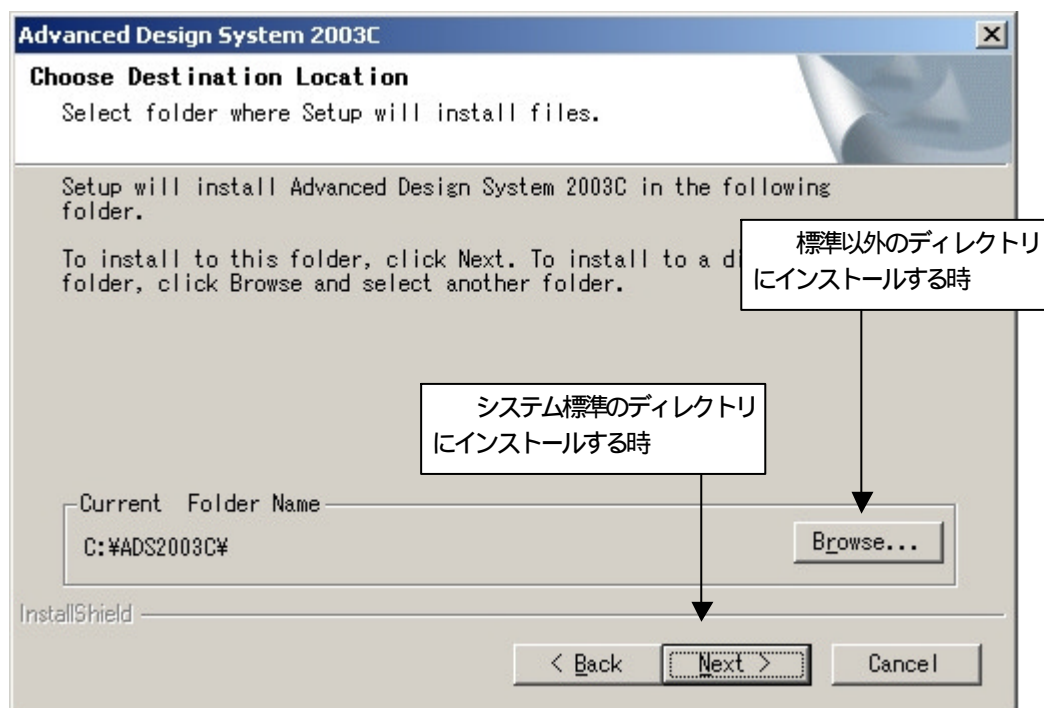 Advanced Design System 2003C
Choose Destination Location
Select folder where Setup will install files.
Setup will install Advanced Design System 2003C in the following
folder.
To install to this folder, click Next. To install to a di
folder, click Browse and select another folder.
標準以外のディレクトリ
にインストールする時
システム標準のディレクトリ
にインストールする時
Current Folder Name
C:¥ADS2003C¥
Browse...
InstallShield
< Back
Next >
Cancel